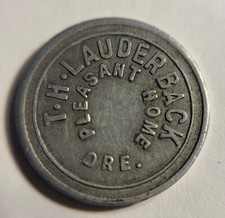 T. H. LAUDERBACK
PLEASANT HOME
ORE.